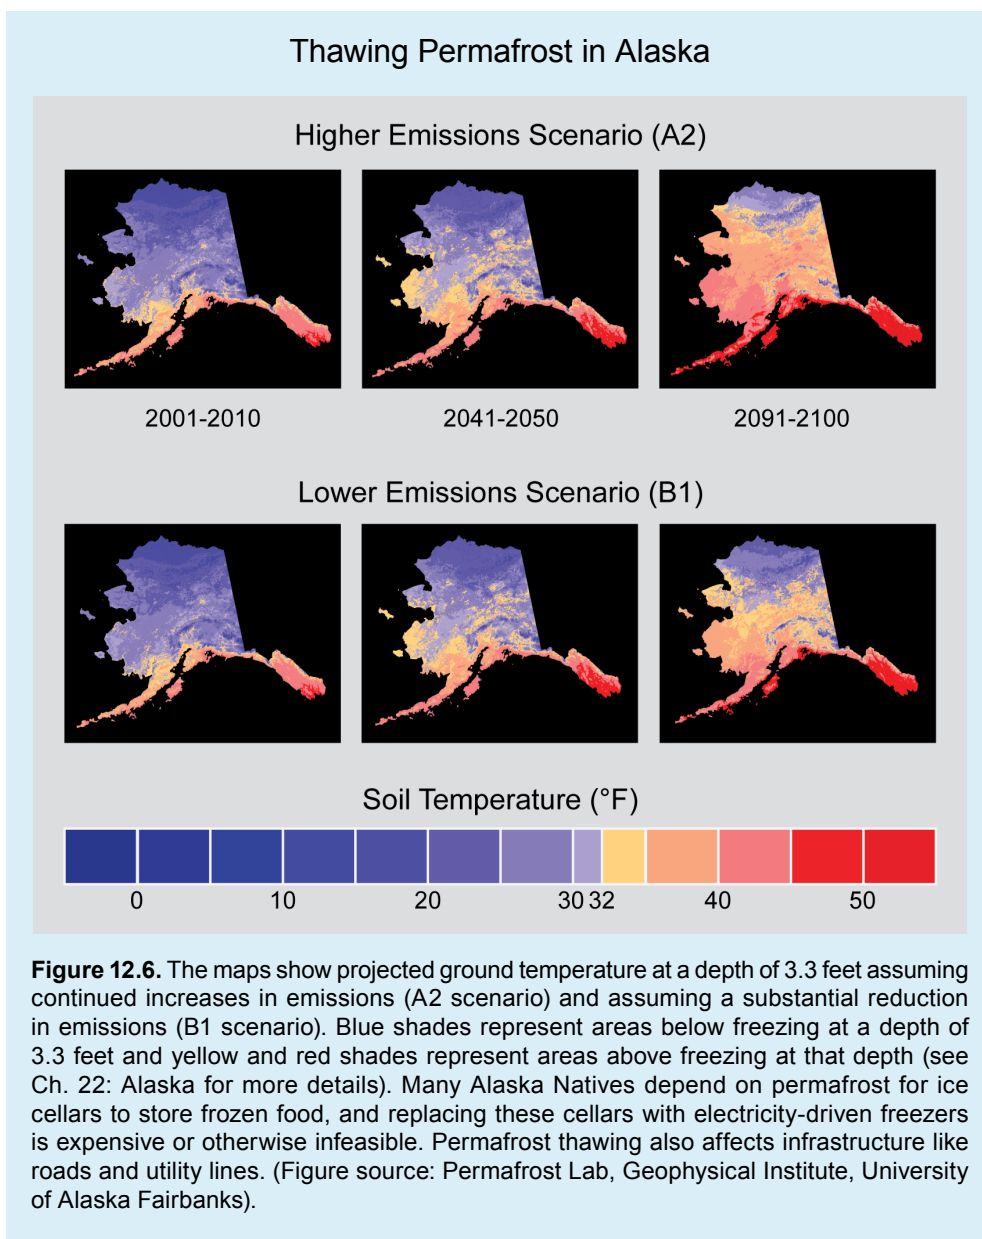 Thawing Permafrost in Alaska
Higher Emissions Scenario (A2)
2001-2010 2041-2050 2091-2100
Lower Emissions Scenario (B1)
Soil Temperature (°F)
0 10 20 30 32 40 50
Figure 12.6. The maps show projected ground temperature at a depth of 3.3 feet assuming
continued increases in emissions (A2 scenario) and assuming a substantial reduction
in emissions (B1 scenario). Blue shades represent areas below freezing at a depth of
3.3 feet and yellow and red shades represent areas above freezing at that depth (see
Ch. 22: Alaska for more details). Many Alaska Natives depend on permafrost for ice
cellars to store frozen food, and replacing these cellars with electricity-driven freezers
is expensive or otherwise infeasible. Permafrost thawing also affects infrastructure like
roads and utility lines. (Figure source: Permafrost Lab, Geophysical Institute, University
of Alaska Fairbanks).